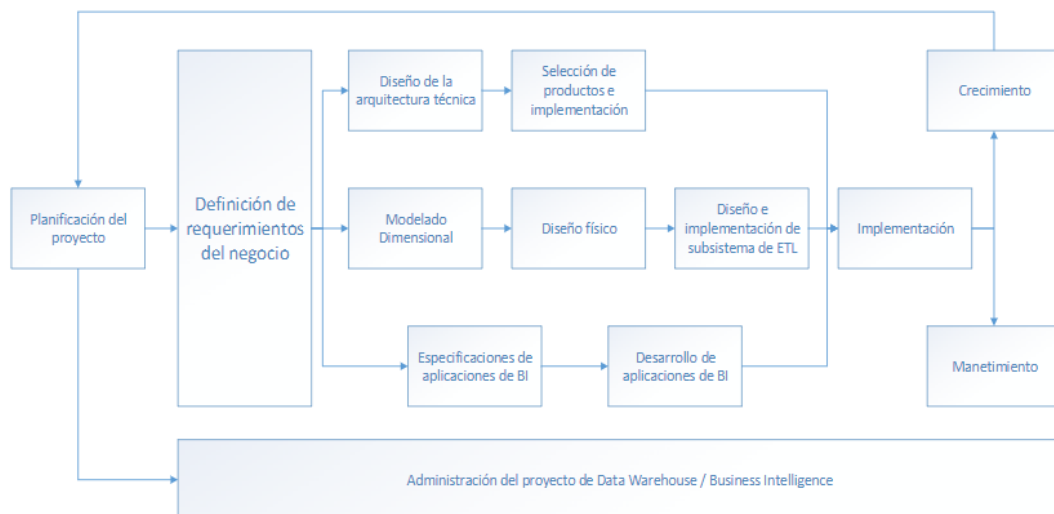 Diseño de la
arquitectura técnica
Selección de
productos e
implementación
Crecimiento
Planificación del
proyecto
Definición de
requerimientos
del negocio
Modelado
Dimensional
Diseño físico
Diseño e
implementación de
subsistema de ETL
Implementación
Especificaciones de
aplicaciones de BI
Desarrollo de
aplicaciones de BI
Manetimiento
Administración del proyecto de Data Warehouse / Business Intelligence